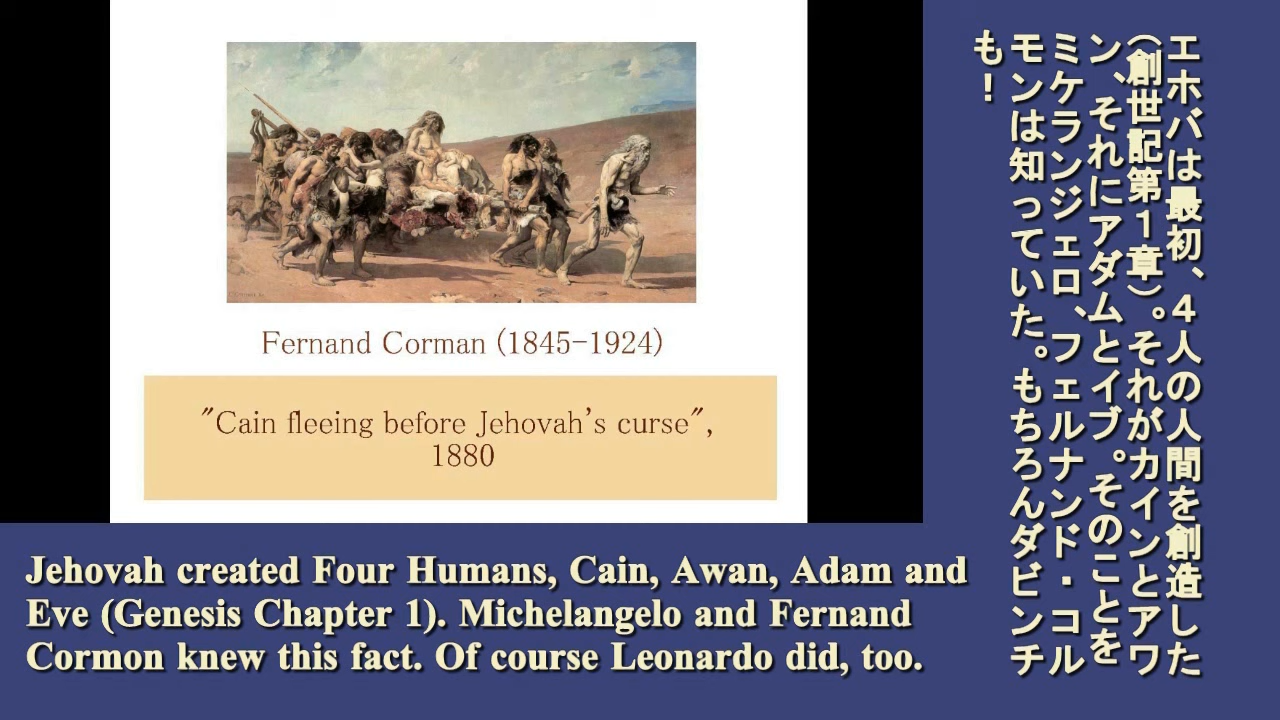 Fernand Corman (1845-1924)
"Cain fleeing before Jehovah's curse",
1880
エホバは最初、４人の人間を創造した
（創世記第１章）。それがカインとアワ
ン、それにアダムとイブ。そのことを
ミケランジェロ、フェルナンド・コル
モンは知っていた。もちろんダビンチ
も！
Jehovah created Four Humans, Cain, Awan, Adam and
Eve (Genesis Chapter 1). Michelangelo and Fernand
Cormon knew this fact. Of course Leonardo did, too.